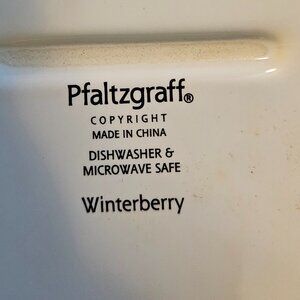 Pfaltzgraff®
COPYRIGHT
MADE IN CHINA
DISHWASHER &
MICROWAVE SAFE
Winterberry